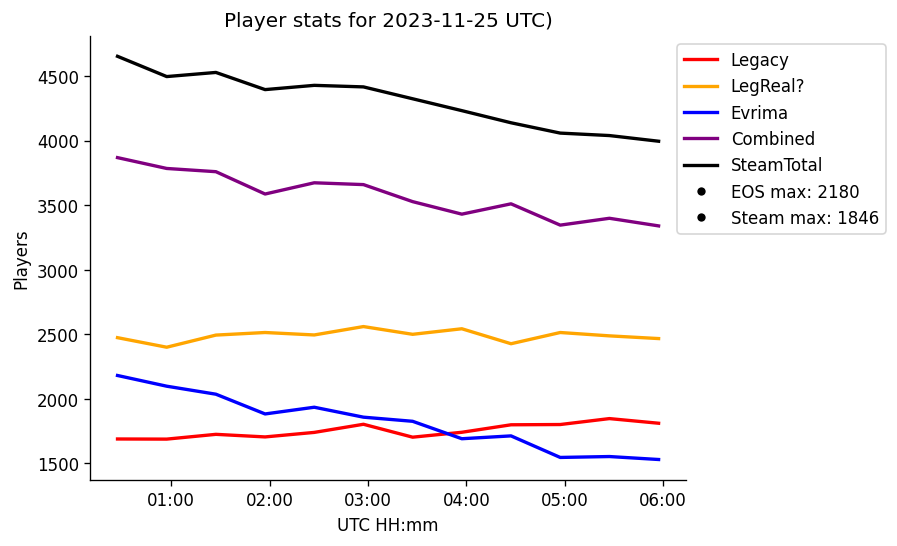 Player stats for 2023-11-25 UTC)
Legacy
LegReal?
Evrima
Combined
SteamTotal
EOS max: 2180
Steam max: 1846
Players
4500
4000
3500
3000
2500
2000
1500
01:00 02:00 03:00 04:00 05:00 06:00
UTC HH:mm